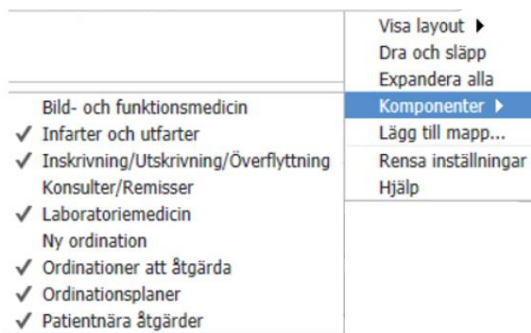 Visa layout
Dra och släpp
Expandera alla
Komponenter
Lägg till mapp...
Rensa inställningar
Hjälp
Bild- och funktionsmedicin
Infarter och utfarter
Inskrivning/Utskrivning/Överflyttning
Konsulter/Remisser
Laboratoriemedicin
Ny ordination
Ordinationer att åtgärda
Ordinationsplaner
Patientnära åtgärder